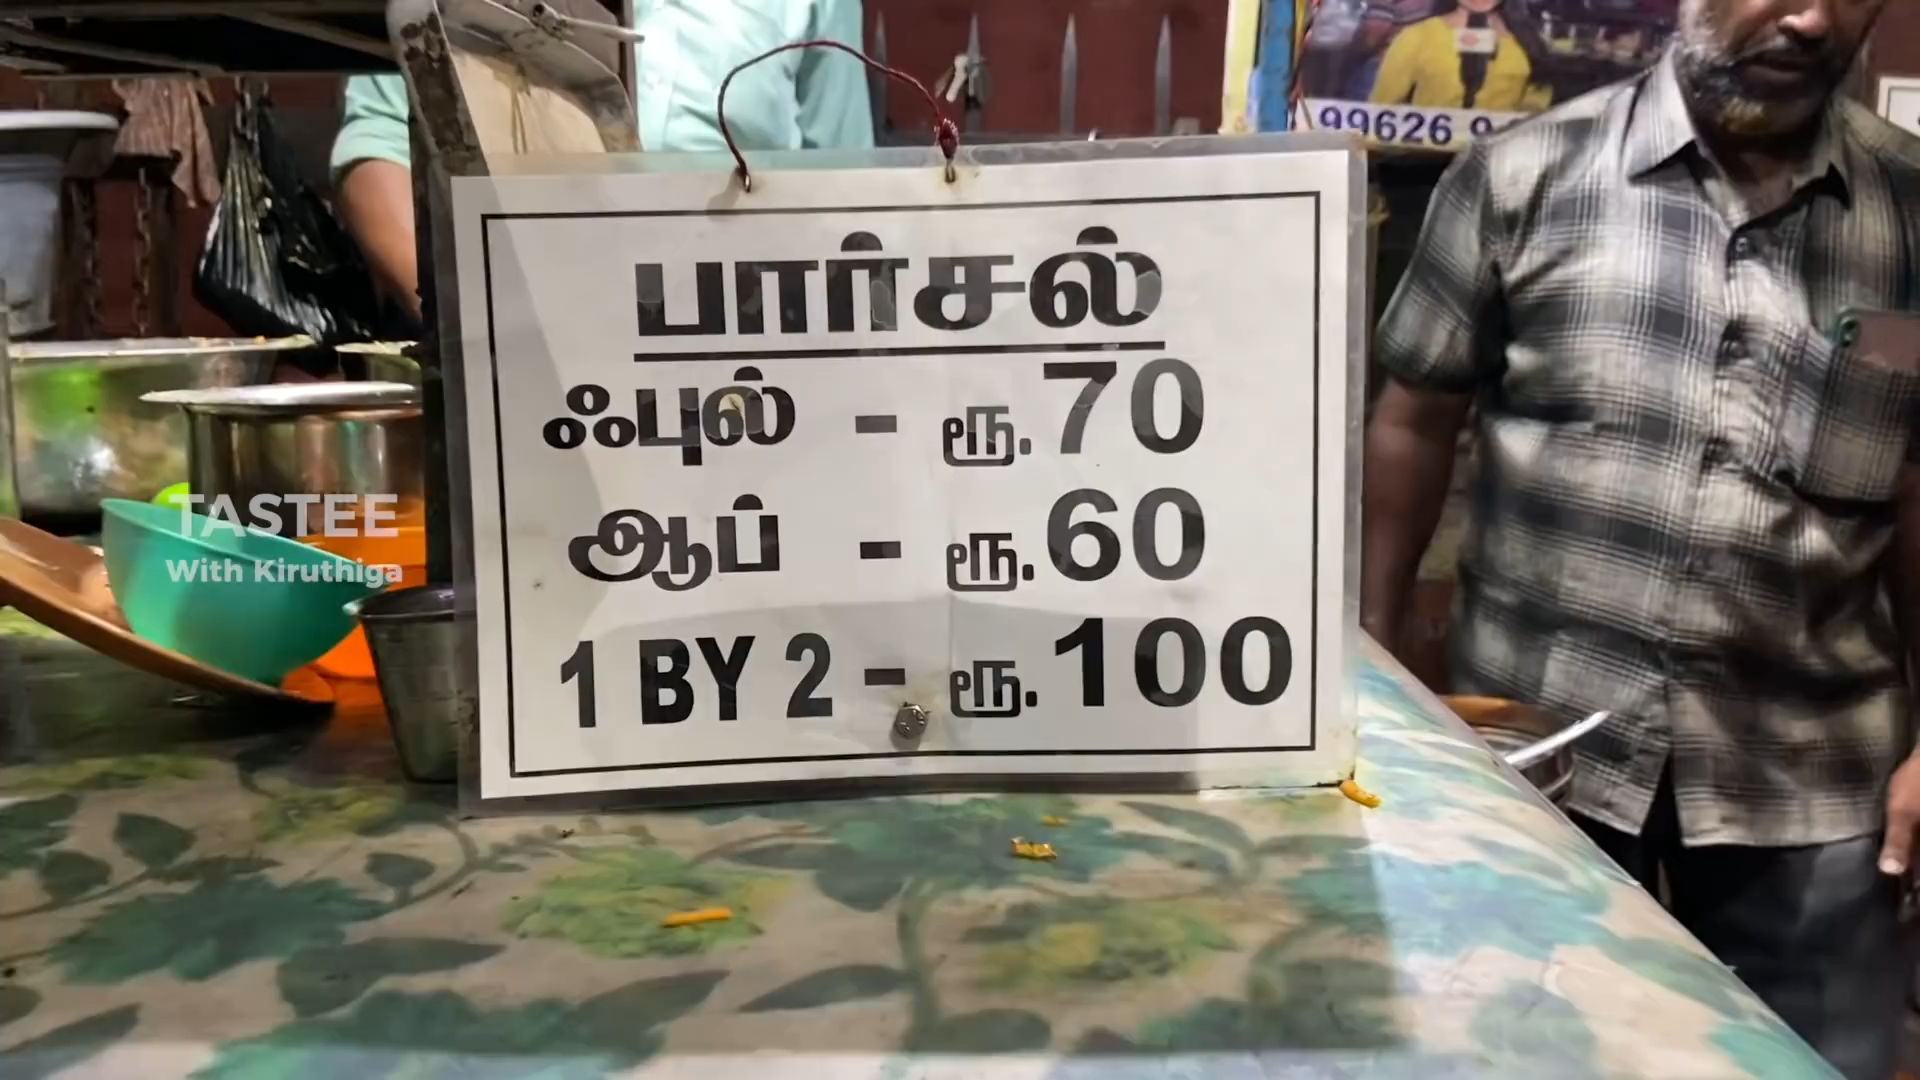 99626 9
பார்சல்
ஃபுல் - ரூ.70
ஆப் - ரூ.60
1 BY 2 - ரூ.100
TASTEE
With Kiruthiga